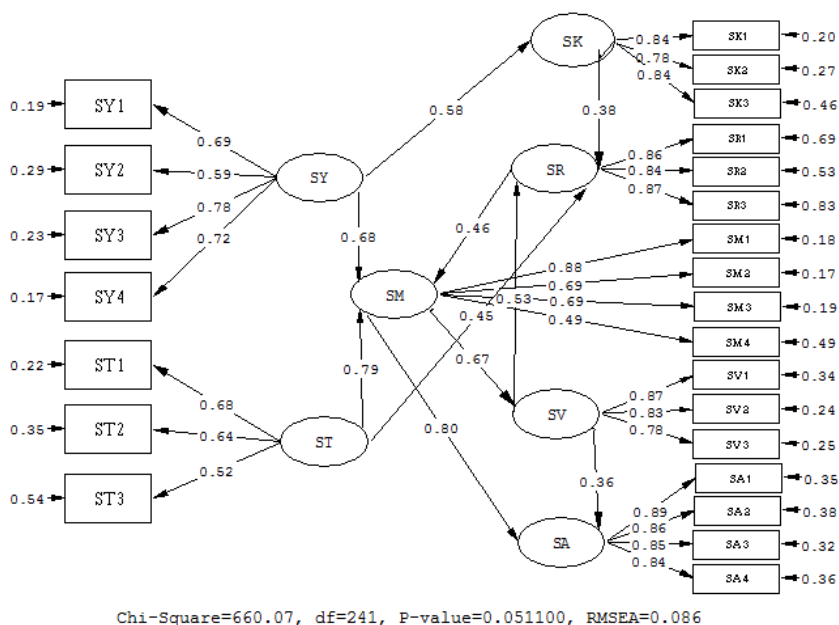 SK
0.84
SK1
0.20
0.78
SK2
0.27
0.84
SK3
0.46
0.19
SY1
0.69
0.58
0.38
SR1
0.69
0.86
0.29
SY2
0.59
SY
SR
0.84
SR2
0.53
0.87
SR3
0.83
0.23
SY3
0.78
0.72
0.68
0.46
SM1
0.18
0.88
0.17
SY4
SM
0.69
SM2
0.17
0.53
0.69
SM3
0.19
0.45
0.49
SM4
0.49
0.22
ST1
0.79
0.67
0.87
SV1
0.34
0.68
0.35
ST2
0.64
ST
SV
0.83
SV2
0.24
0.80
0.78
SV3
0.25
0.52
0.36
SA1
0.35
0.54
ST3
0.89
SA2
0.38
0.86
SA
0.85
SA3
0.32
0.84
SA4
0.36
Chi-Square=660.07, df=241, P-value=0.051100, RMSEA=0.086